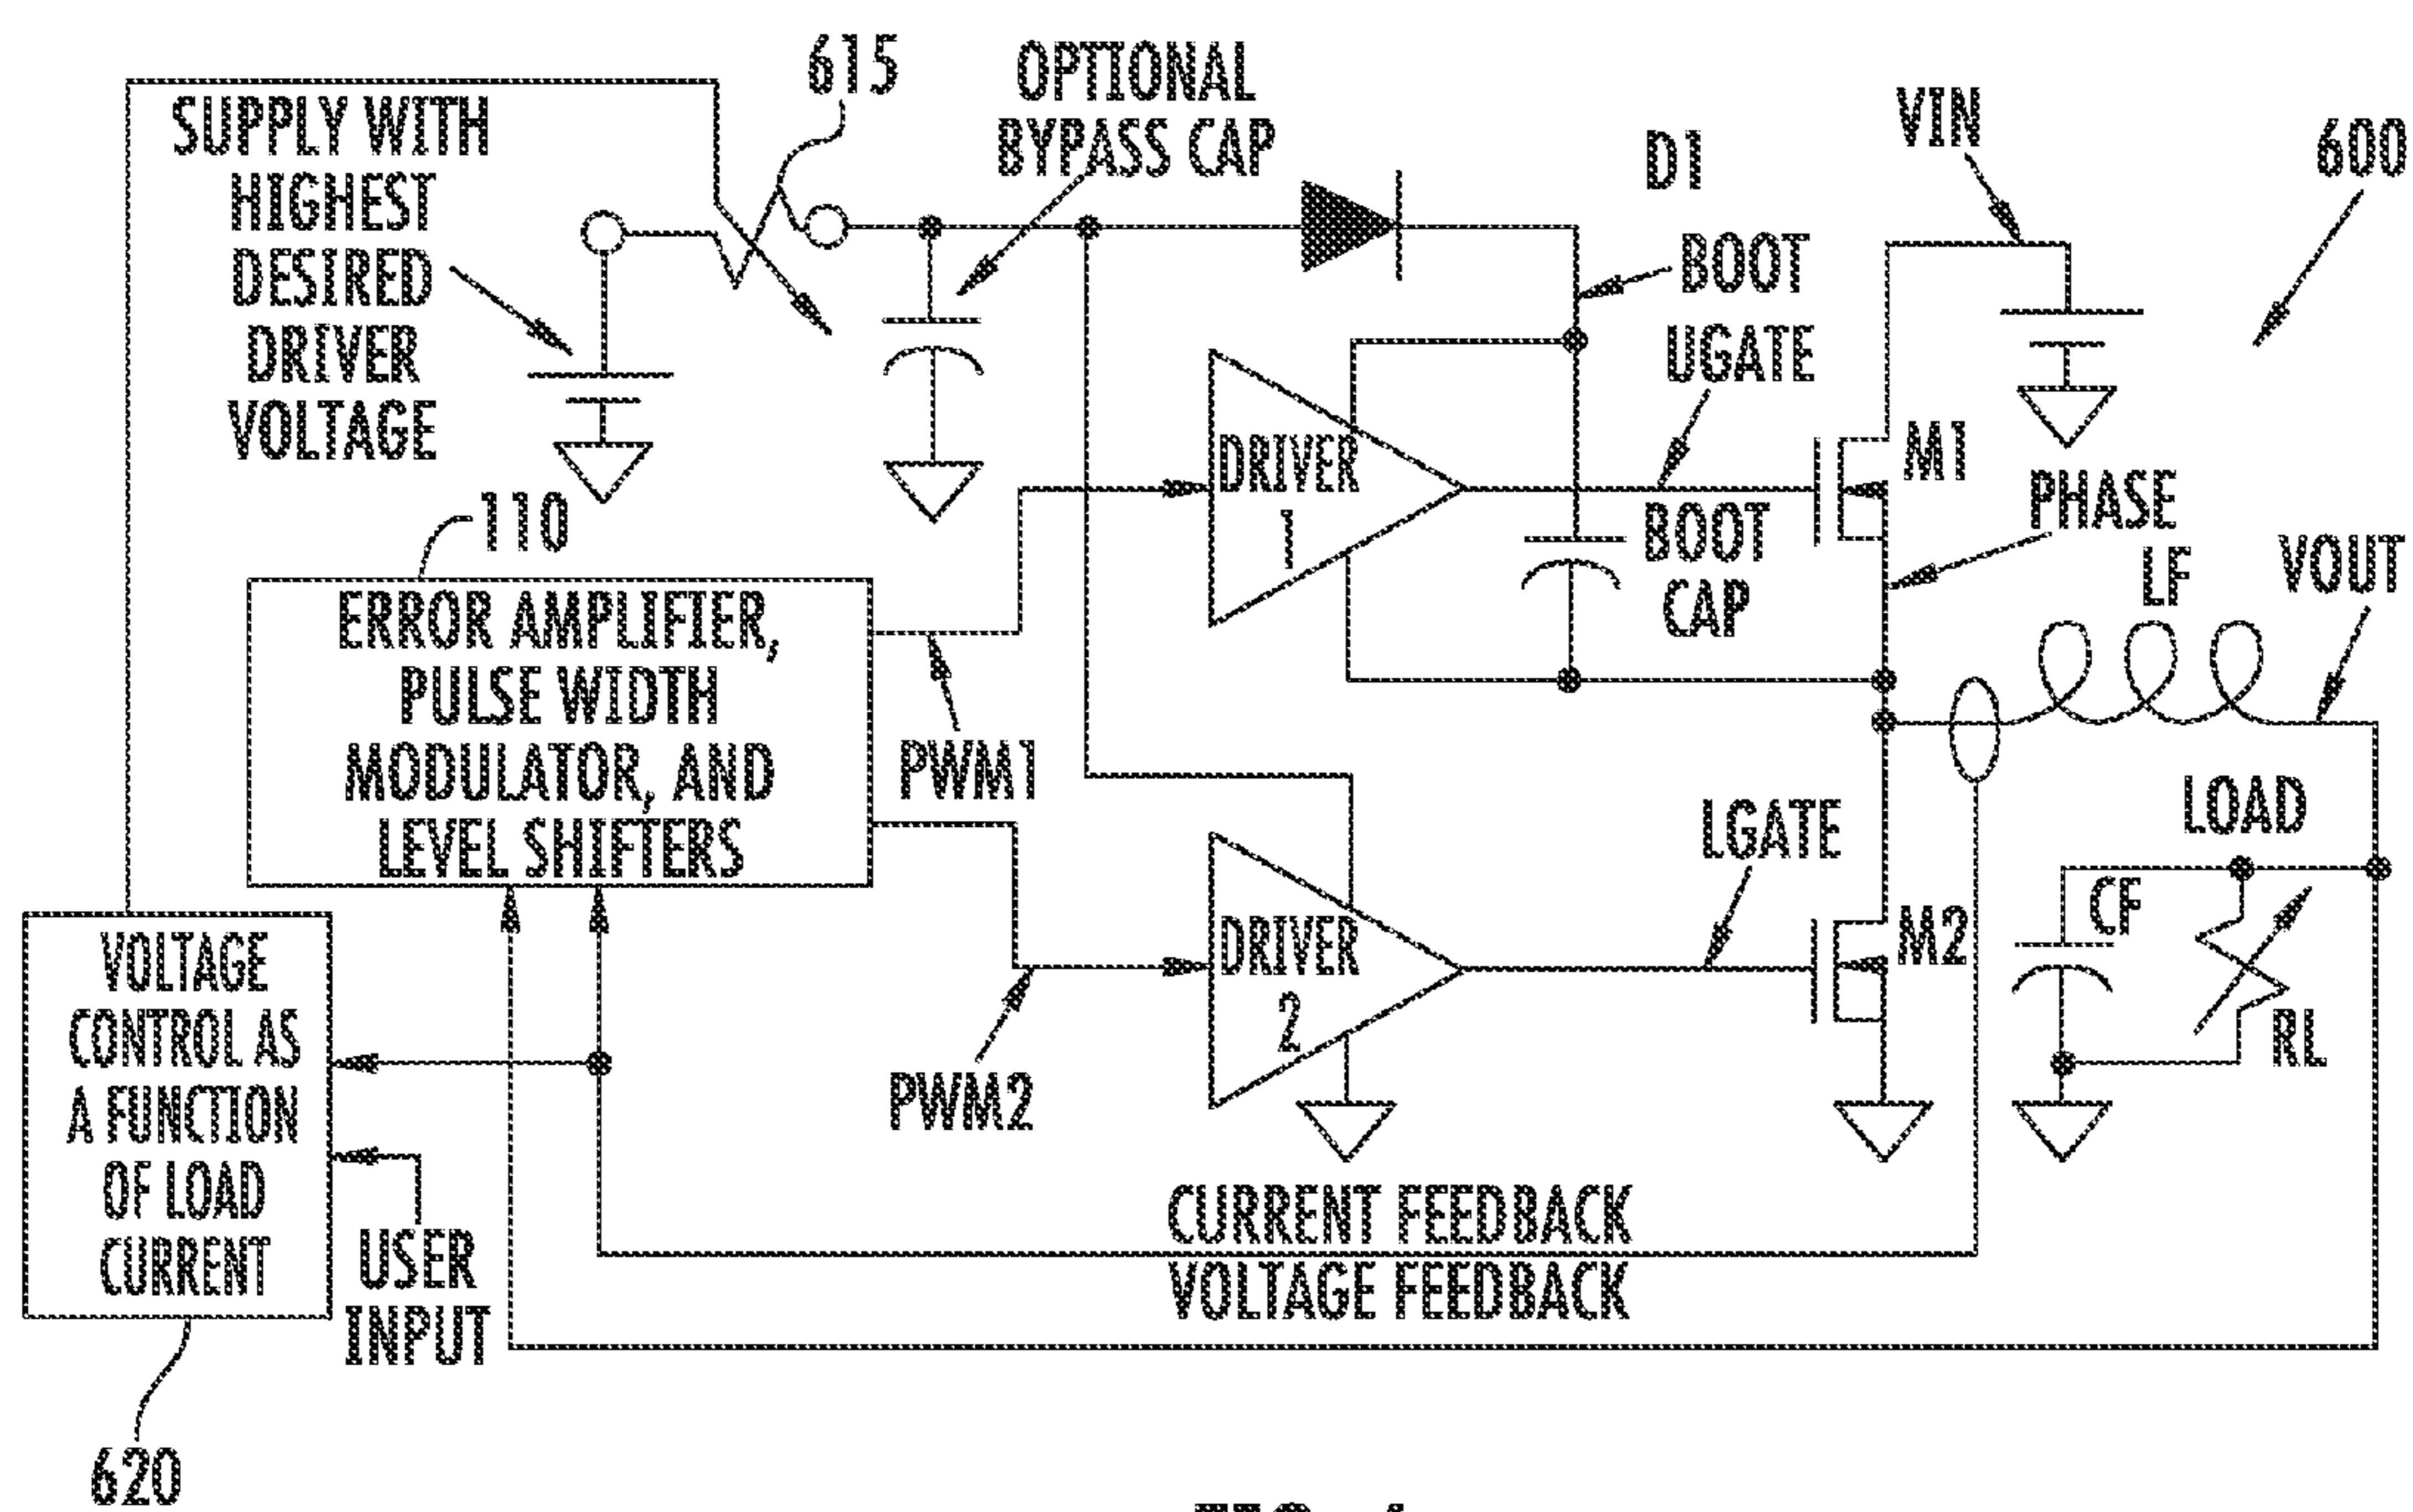 615
OPTIONAL
BYPASS CAP
SUPPLY WITH
HIGHEST
DESIRED
DRIVER
VOLTAGE
D1
VIN
600
BOOT
UGATE
DRIVER
1
M1
BOOT
CAP
PHASE
LF
VOUT
110
ERROR AMPLIFIER,
PULSE WIDTH
MODULATOR, AND
LEVEL SHIFTERS
PWM1
LGATE
LOAD
DRIVER
2
M2
CF
RL
PWM2
VOLTAGE
CONTROL AS
A FUNCTION
OF LOAD
CURRENT
USER
INPUT
CURRENT FEEDBACK
VOLTAGE FEEDBACK
620